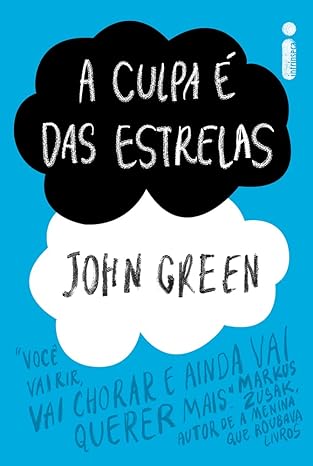 intrínseca
A CULPA É
DAS ESTRELAS
JOHN GREEN
"VOCÊ
VAI RIR,
VAI CHORAR E AINDA VAI
QUERER MAIS."
MARKUS
ZUSAK,
AUTOR DE A MENINA
QUE ROUBAVA
LIVROS